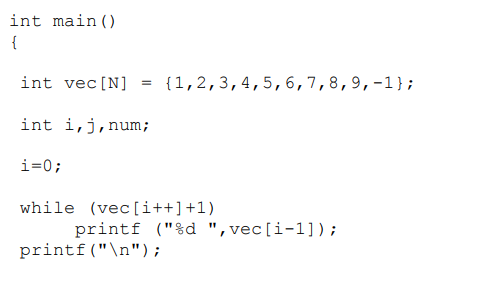 int main()
{
int vec[N] = {1,2,3,4,5,6,7,8,9,-1};
int i,j,num;
i=0;
while (vec[i++]+1)
printf ("%d ",vec[i-1]);
printf("\n");